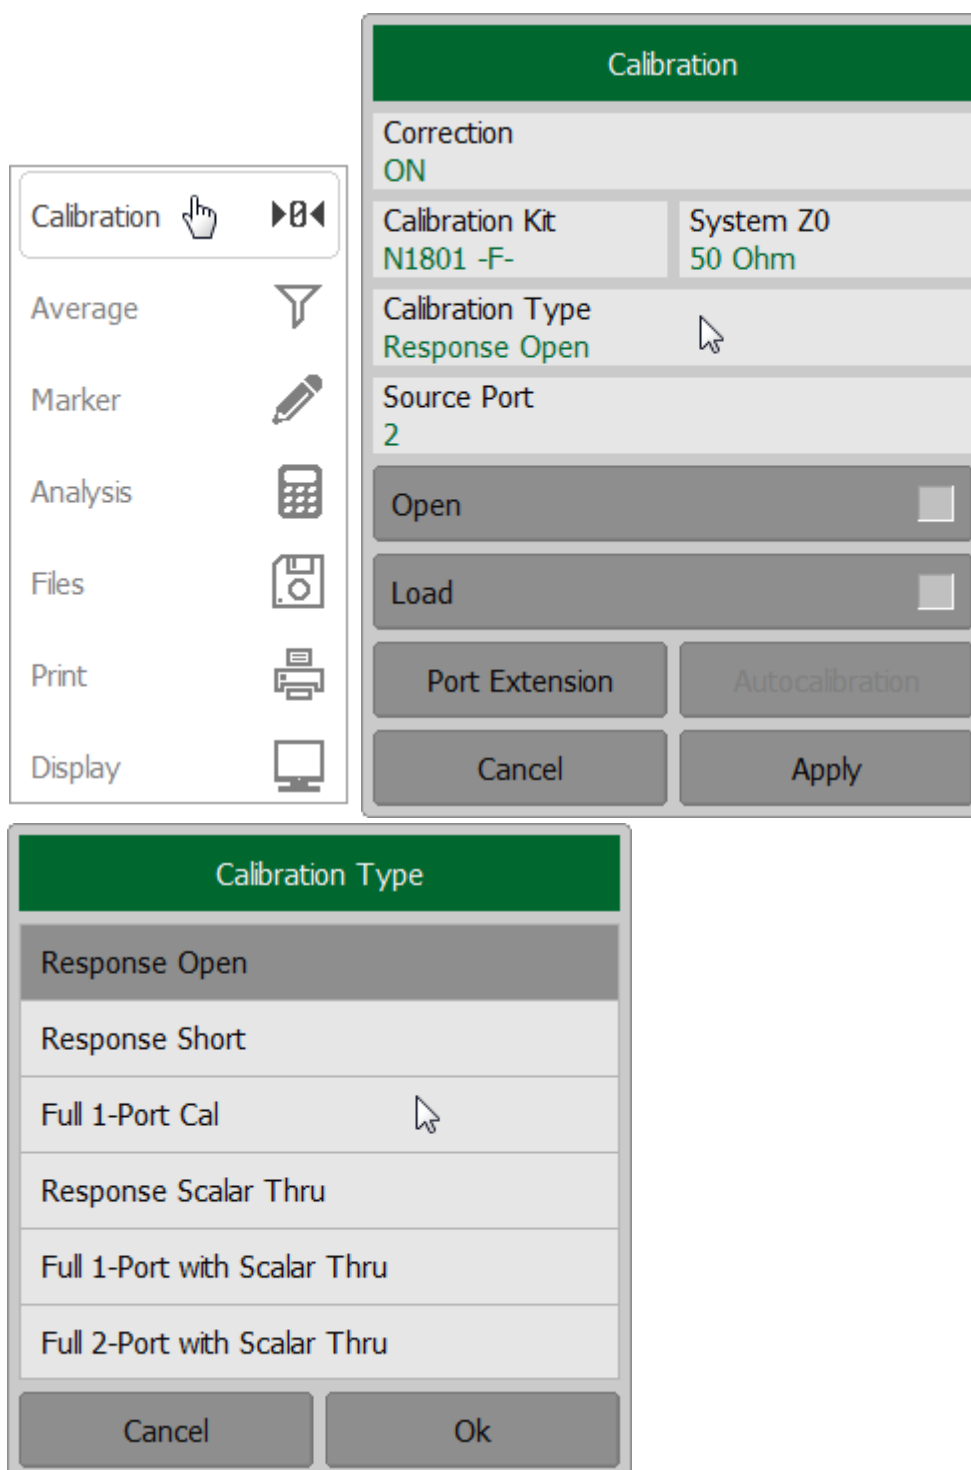 Calibration
Average
Marker
Analysis
Files
Print
Display
Calibration
Correction
ON
Calibration Kit
N1801 -F-
System Z0
50 Ohm
Calibration Type
Response Open
Source Port
2
Open
Load
Port Extension
Autocalibration
Cancel
Apply
Calibration Type
Response Open
Response Short
Full 1-Port Cal
Response Scalar Thru
Full 1-Port with Scalar Thru
Full 2-Port with Scalar Thru
Cancel
Ok